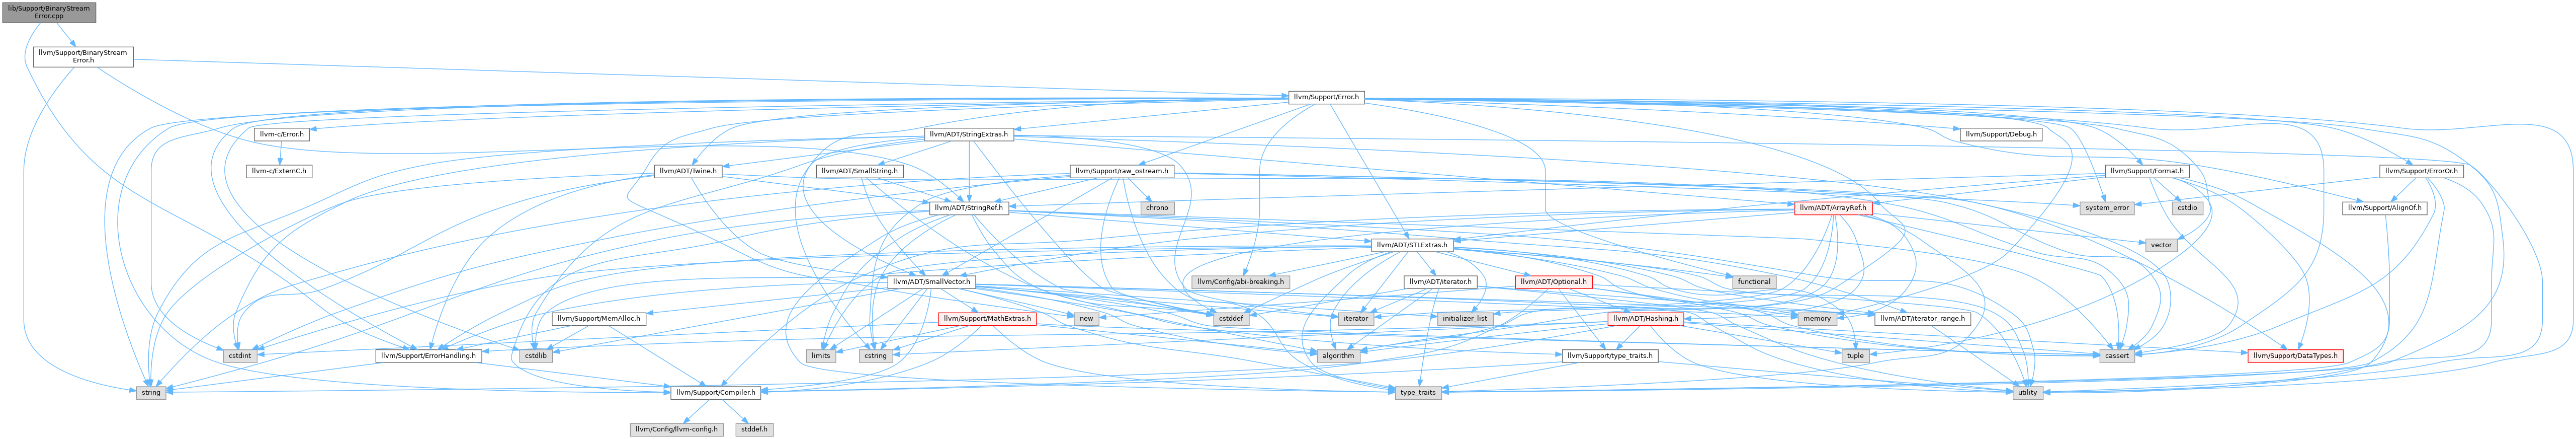 lib/Support/BinaryStream
Error.cpp
llvm/Support/BinaryStream
Error.h
llvm/Support/Error.h
llvm-c/Error.h
llvm/ADT/StringExtras.h
llvm/Support/Debug.h
llvm-c/ExternC.h
llvm/ADT/Twine.h
llvm/ADT/SmallString.h
llvm/Support/raw_ostream.h
llvm/Support/Format.h
llvm/Support/ErrorOr.h
llvm/ADT/StringRef.h
chrono
llvm/ADT/ArrayRef.h
system_error
cstdio
llvm/Support/AlignOf.h
llvm/ADT/STLExtras.h
vector
llvm/ADT/SmallVector.h
llvm/Config/abi-breaking.h
llvm/ADT/iterator.h
llvm/ADT/Optional.h
functional
llvm/Support/MemAlloc.h
llvm/Support/MathExtras.h
new
cstddef
iterator
initializer_list
llvm/ADT/Hashing.h
memory
llvm/ADT/iterator_range.h
cstdint
llvm/Support/ErrorHandling.h
cstdlib
limits
cstring
algorithm
llvm/Support/type_traits.h
tuple
cassert
llvm/Support/DataTypes.h
string
llvm/Support/Compiler.h
type_traits
utility
llvm/Config/llvm-config.h
stddef.h